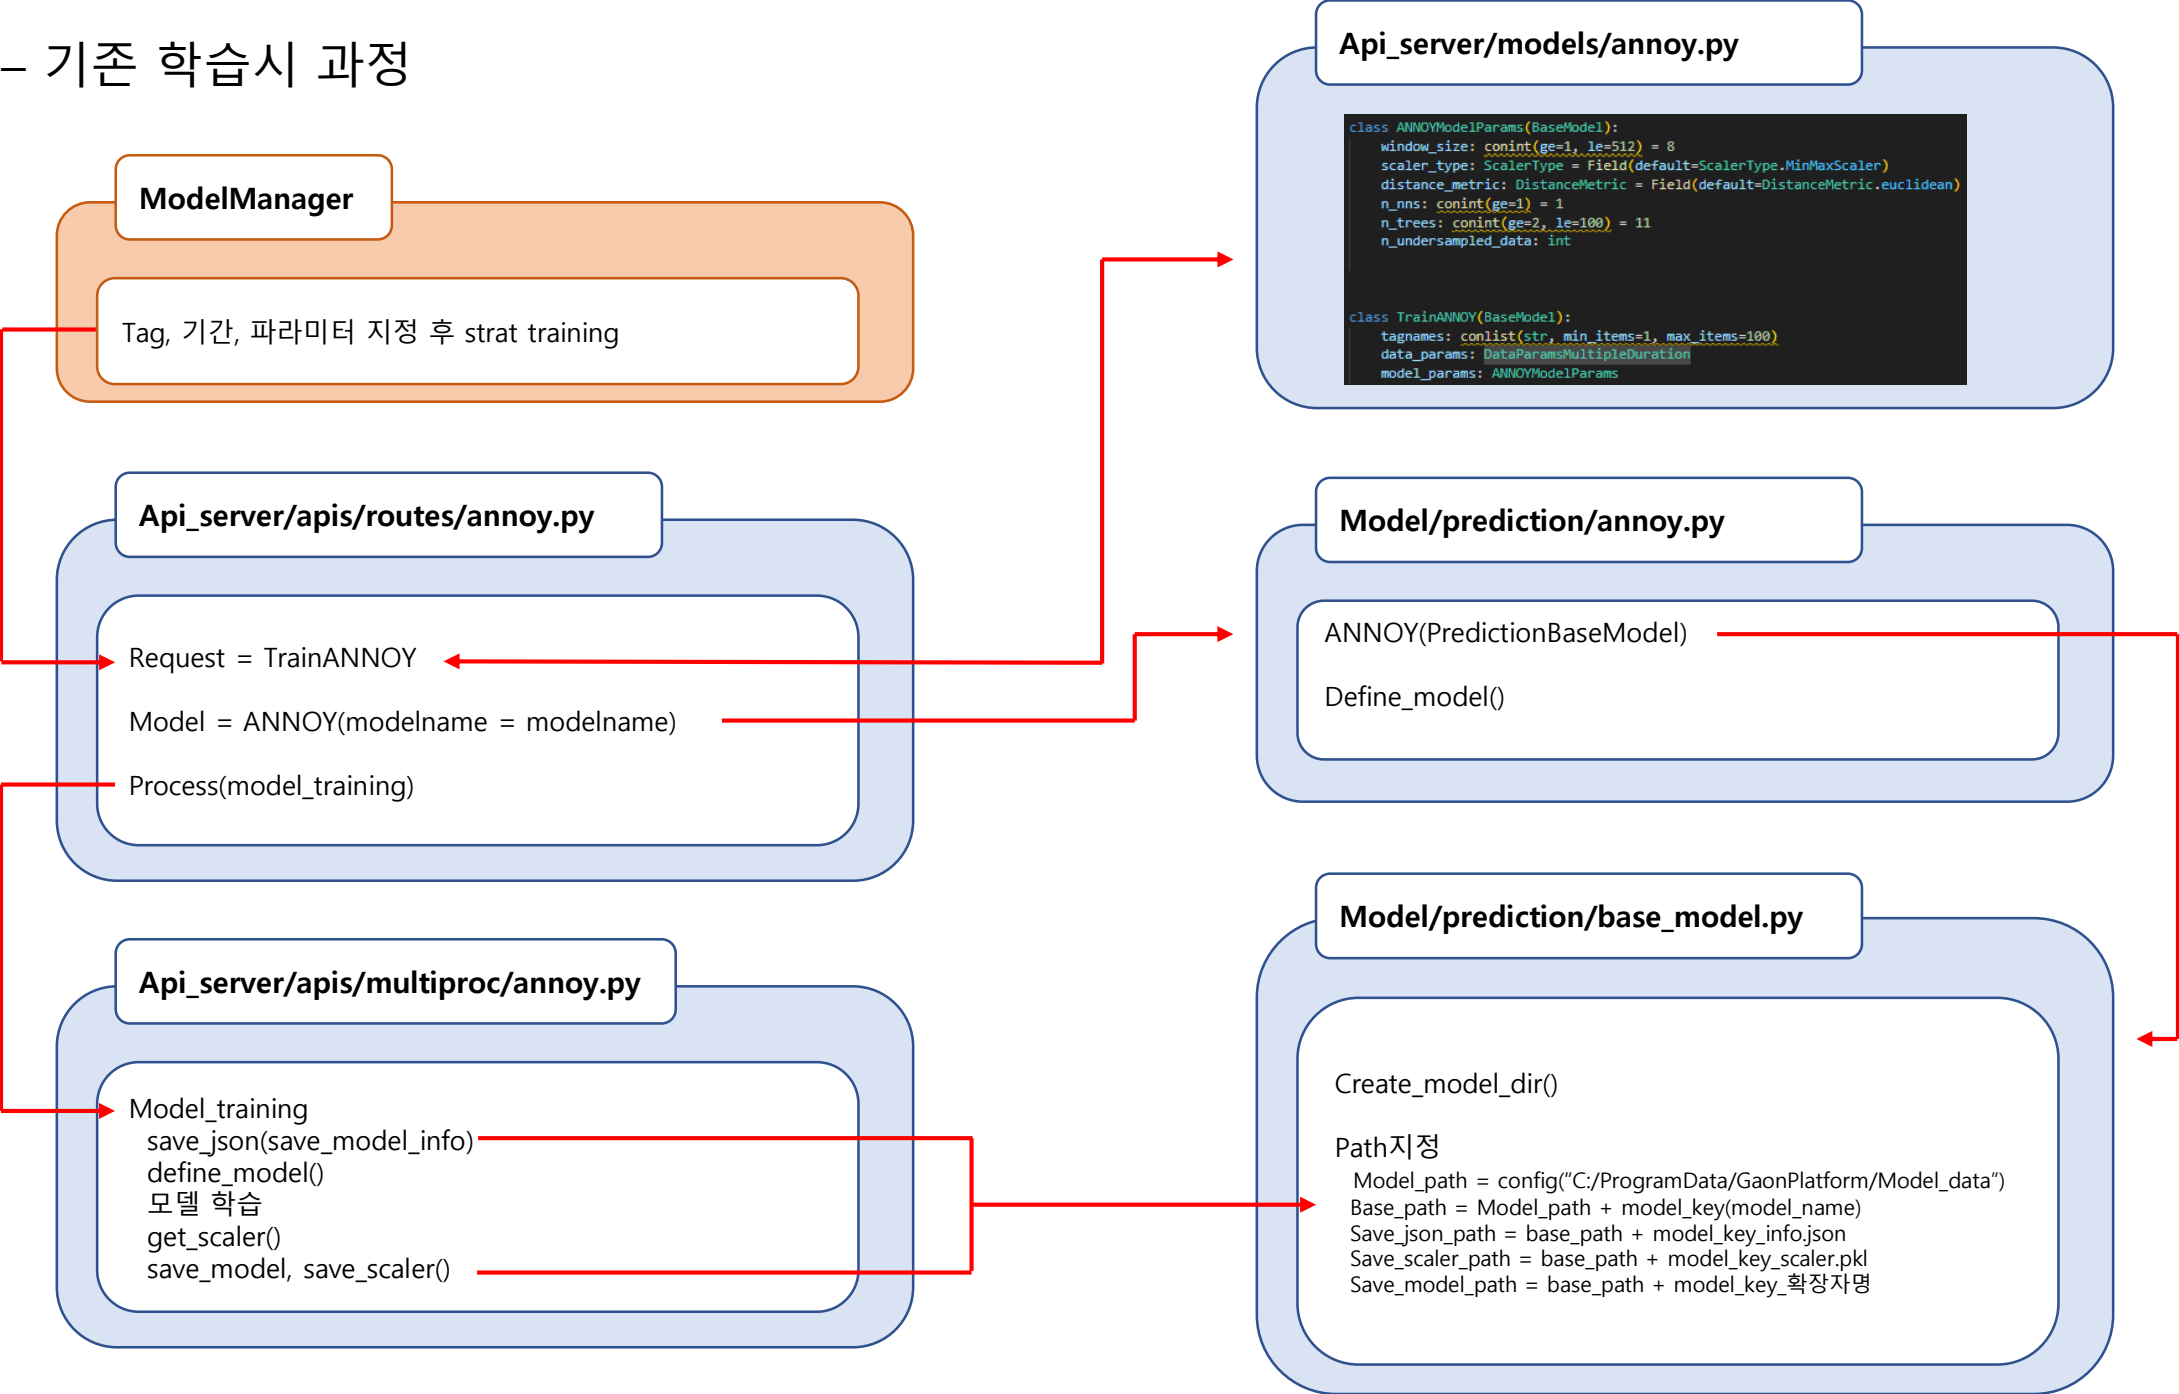 – 기존 학습시 과정
ModelManager
Tag, 기간, 파라미터 지정 후 strat training
Api_server/apis/routes/annoy.py
Request = TrainANNOY
Model = ANNOY(modelname = modelname)
Process(model_training)
Api_server/apis/multiproc/annoy.py
Model_training
save_json(save_model_info)
define_model()
모델 학습
get_scaler()
save_model, save_scaler()
Api_server/models/annoy.py
class ANNOYModelParams(BaseModel):
window_size: conint(ge=1, le=512) = 8
scaler_type: ScalerType = Field(default=ScalerType.MinMaxScaler)
distance_metric: DistanceMetric = Field(default=DistanceMetric.euclidean)
n_nns: conint(ge=1) = 1
n_trees: conint(ge=2, le=100) = 11
n_undersampled_data: int
class TrainANNOY(BaseModel):
tagnames: conlist(str, min_items=1, max_items=100)
data_params: DataParamsMultipleDuration
model_params: ANNOYModelParams
Model/prediction/annoy.py
ANNOY(PredictionBaseModel)
Define_model()
Model/prediction/base_model.py
Create_model_dir()
Path지정
Model_path = config(“C:/ProgramData/GaonPlatform/Model_data”)
Base_path = Model_path + model_key(model_name)
Save_json_path = base_path + model_key_info.json
Save_scaler_path = base_path + model_key_scaler.pkl
Save_model_path = base_path + model_key_확장자명